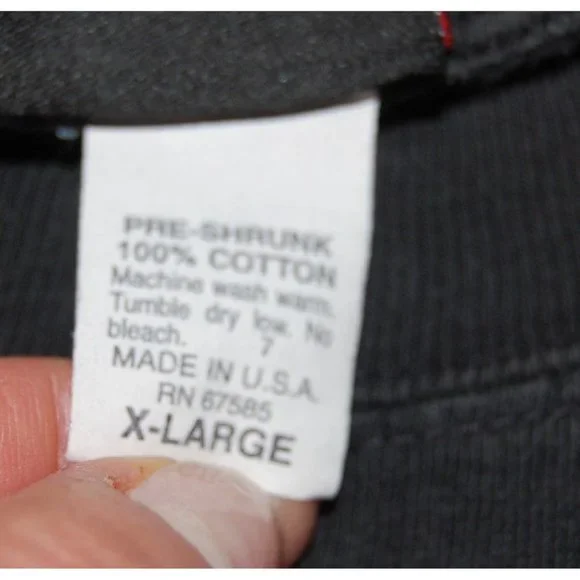 PRE-SHRUNK
100% COTTON
Machine wash warm.
Tumble dry low. No
bleach. 7
MADE IN U.S.A.
RN 67585
X-LARGE